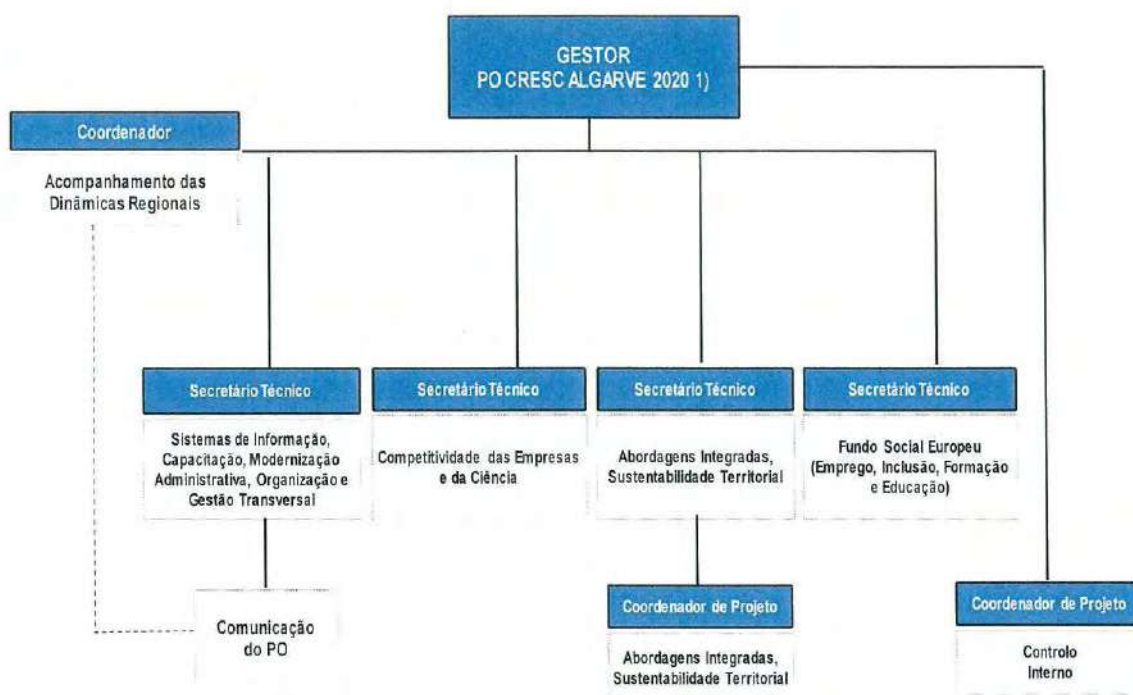 GESTOR
PO CRESC ALGARVE 2020 1)
Coordenador
Acompanhamento das
Dinâmicas Regionais
Secretário Técnico
Sistemas de Informação,
Capacitação, Modernização
Administrativa, Organização e
Gestão Transversal
Secretário Técnico
Competitividade das Empresas
e da Ciência
Secretário Técnico
Abordagens Integradas,
Sustentabilidade Territorial
Secretário Técnico
Fundo Social Europeu
(Emprego, Inclusão, Formação
e Educação)
Comunicação
do PO
Coordenador de Projeto
Abordagens Integradas,
Sustentabilidade Territorial
Coordenador de Projeto
Controlo
Interno